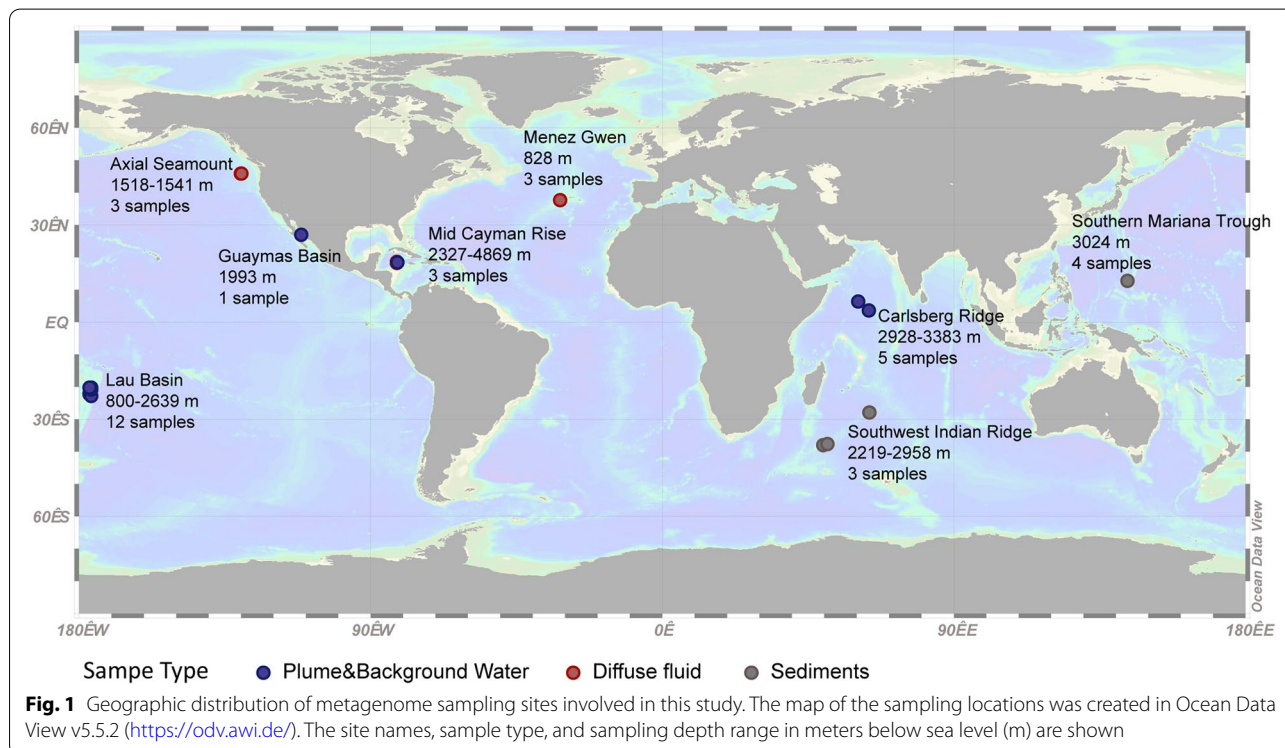 60ÊN
30ÊN
EQ
30ÊS
60ÊS
Axial Seamount
1518-1541 m
3 samples
Menez Gwen
828 m
3 samples
Guaymas Basin
1993 m
1 sample
Mid Cayman Rise
2327-4869 m
3 samples
Southern Mariana Trough
3024 m
4 samples
Carlsberg Ridge
2928-3383 m
5 samples
Lau Basin
800-2639 m
12 samples
Southwest Indian Ridge
2219-2958 m
3 samples
Ocean Data View
180ÊW 90ÊW 0Ê 90ÊE 180ÊE
Sampe Type Plume&Background Water Diffuse fluid Sediments
Fig. 1 Geographic distribution of metagenome sampling sites involved in this study. The map of the sampling locations was created in Ocean Data
View v5.5.2 (https://odv.awi.de/). The site names, sample type, and sampling depth range in meters below sea level (m) are shown